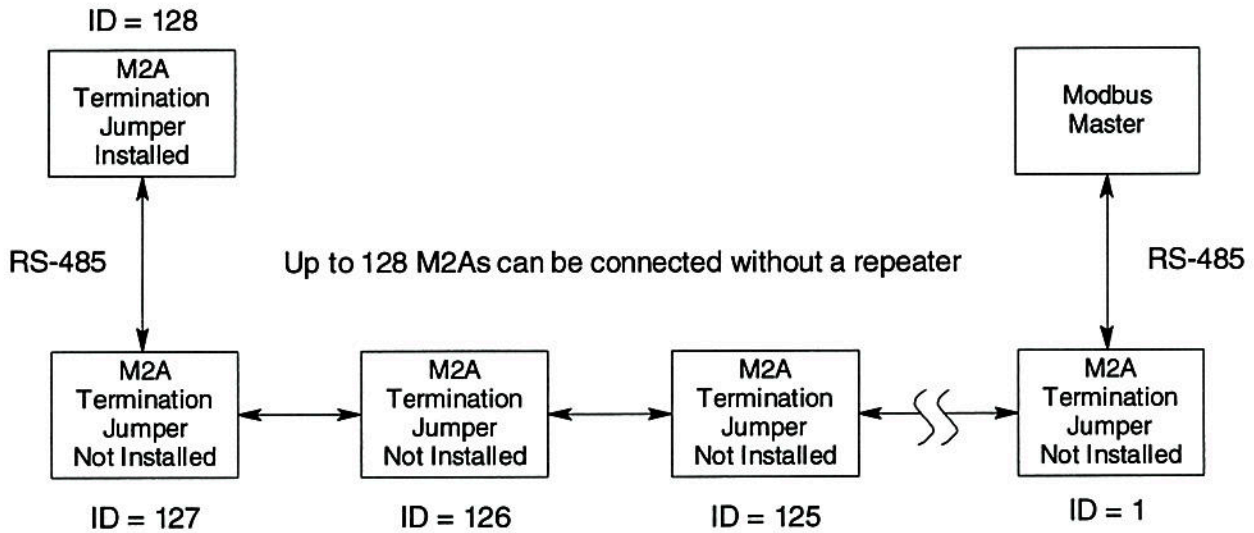 ID = 128
M2A
Termination
Jumper
Installed
Modbus
Master
RS-485
Up to 128 M2As can be connected without a repeater
RS-485
M2A
Termination
Jumper
Not Installed
M2A
Termination
Jumper
Not Installed
M2A
Termination
Jumper
Not Installed
M2A
Termination
Jumper
Not Installed
ID = 127
ID = 126
ID = 125
ID = 1